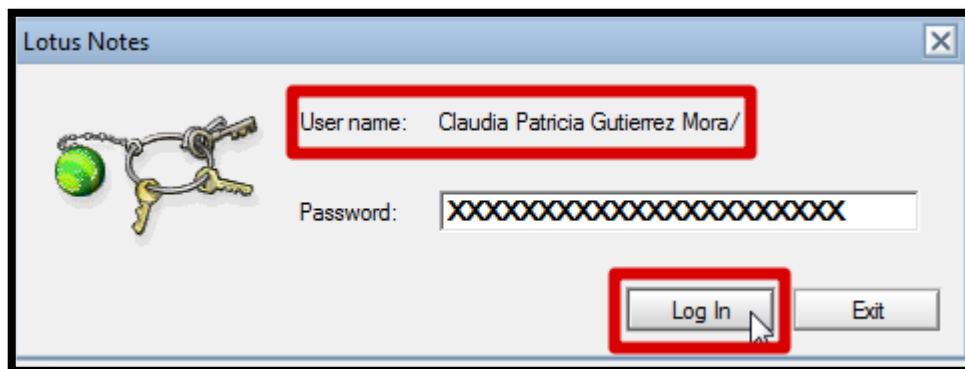 Lotus Notes
User name: Claudia Patricia Gutierrez Mora/
Password: XXXXXXXXXXXXXXXXXXXXXX
Log In Exit